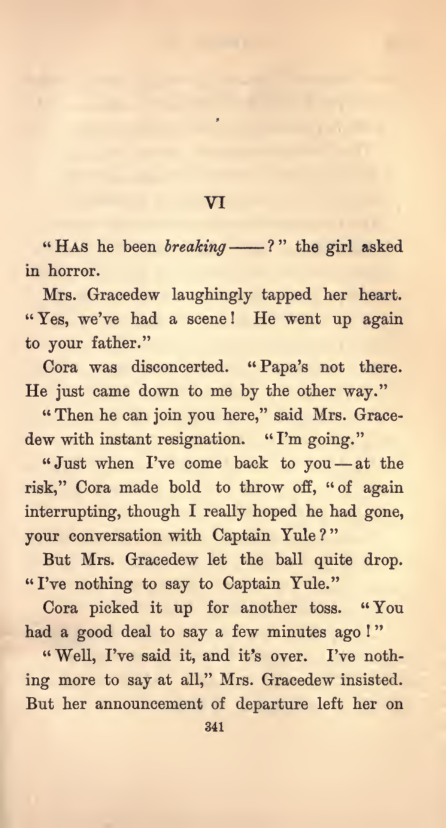 VI
“HAS he been breaking——?” the girl asked
in horror.
Mrs. Gracedew laughingly tapped her heart.
“Yes, we’ve had a scene! He went up again
to your father.”
Cora was disconcerted. “Papa’s not there.
He just came down to me by the other way.”
“Then he can join you here,” said Mrs. Grace-
dew with instant resignation. “I’m going.”
“Just when I’ve come back to you—at the
risk,” Cora made bold to throw off, “of again
interrupting, though I really hoped he had gone,
your conversation with Captain Yule?”
But Mrs. Gracedew let the ball quite drop.
“I’ve nothing to say to Captain Yule.”
Cora picked it up for another toss. “You
had a good deal to say a few minutes ago!”
“Well, I’ve said it, and it’s over. I’ve noth-
ing more to say at all,” Mrs. Gracedew insisted.
But her announcement of departure left her on
341